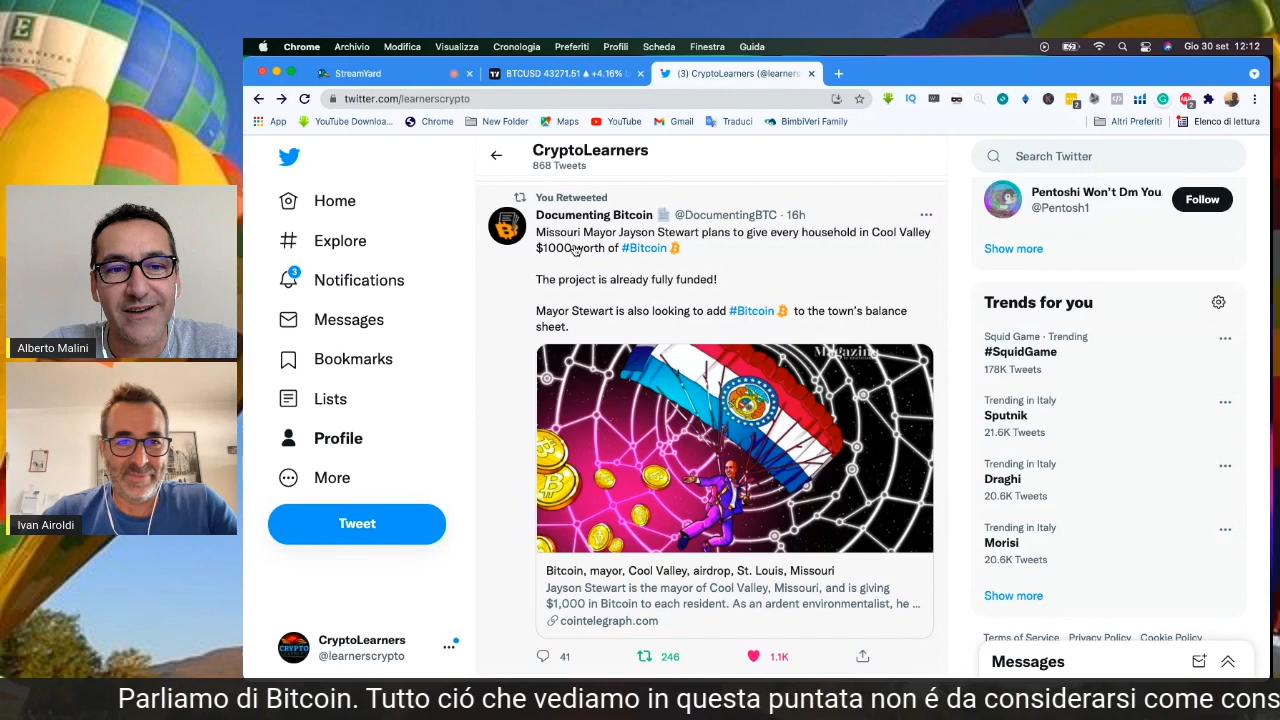 Chrome Archivio Modifica Visualizza Cronologia Preferiti Profili Scheda Finestra Guida
Gio 30 set 12:12
StreamYard
BTCUSD 43271.51 ▲ +4.16%
(3) CryptoLearners (@learners
twitter.com/learnerscrypto
App YouTube Downloa... Chrome New Folder Maps YouTube Gmail Traduci BimbiVeri Family Altri Preferiti Elenco di lettura
Home
Explore
3
Notifications
Messages
Bookmarks
Lists
Profile
More
Tweet
CRYPTO
CryptoLearners
@learnerscrypto
CryptoLearners
868 Tweets
You Retweeted
Documenting Bitcoin @DocumentingBTC · 16h
Missouri Mayor Jayson Stewart plans to give every household in Cool Valley
$1000 worth of #Bitcoin
The project is already fully funded!
Mayor Stewart is also looking to add #Bitcoin to the town's balance
sheet.
Magazine
Bitcoin, mayor, Cool Valley, airdrop, St. Louis, Missouri
Jayson Stewart is the mayor of Cool Valley, Missouri, and is giving
$1,000 in Bitcoin to each resident. As an ardent environmentalist, he ...
cointelegraph.com
41 246 1.1K
Search Twitter
Pentoshi Won't Dm You.
@Pentosh1
Follow
Show more
Trends for you
Squid Game · Trending
#SquidGame
178K Tweets
Trending in Italy
Sputnik
21.6K Tweets
Trending in Italy
Draghi
20.6K Tweets
Trending in Italy
Morisi
20.6K Tweets
Show more
Terms of Service Privacy Policy Cookie Policy
Messages
Alberto Malini
Ivan Airoldi
Parliamo di Bitcoin. Tutto ció che vediamo in questa puntata non é da considerarsi come cons